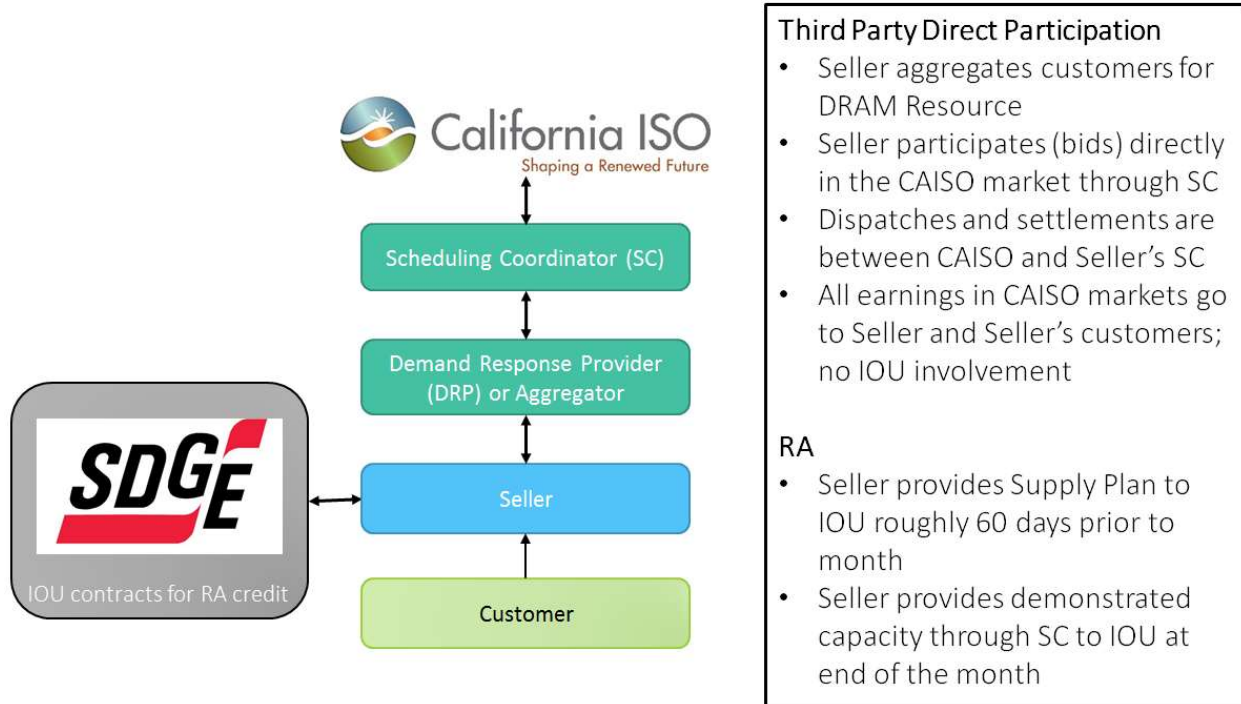 California ISO
Shaping a Renewed Future
Scheduling Coordinator (SC)
Demand Response Provider
(DRP) or Aggregator
SDGE
IOU contracts for RA credit
Seller
Customer
Third Party Direct Participation
• Seller aggregates customers for
DRAM Resource
• Seller participates (bids) directly
in the CAISO market through SC
• Dispatches and settlements are
between CAISO and Seller's SC
• All earnings in CAISO markets go
to Seller and Seller's customers;
no IOU involvement
RA
• Seller provides Supply Plan to
IOU roughly 60 days prior to
month
• Seller provides demonstrated
capacity through SC to IOU at
end of the month